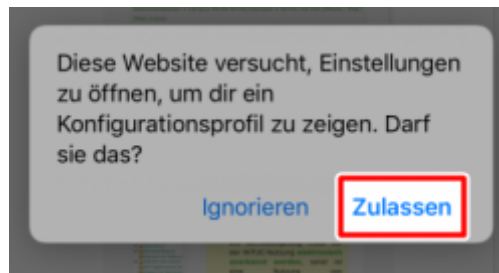 Diese Website versucht, Einstellungen
zu öffnen, um dir ein
Konfigurationsprofil zu zeigen. Darf
sie das?
Ignorieren
Zulassen